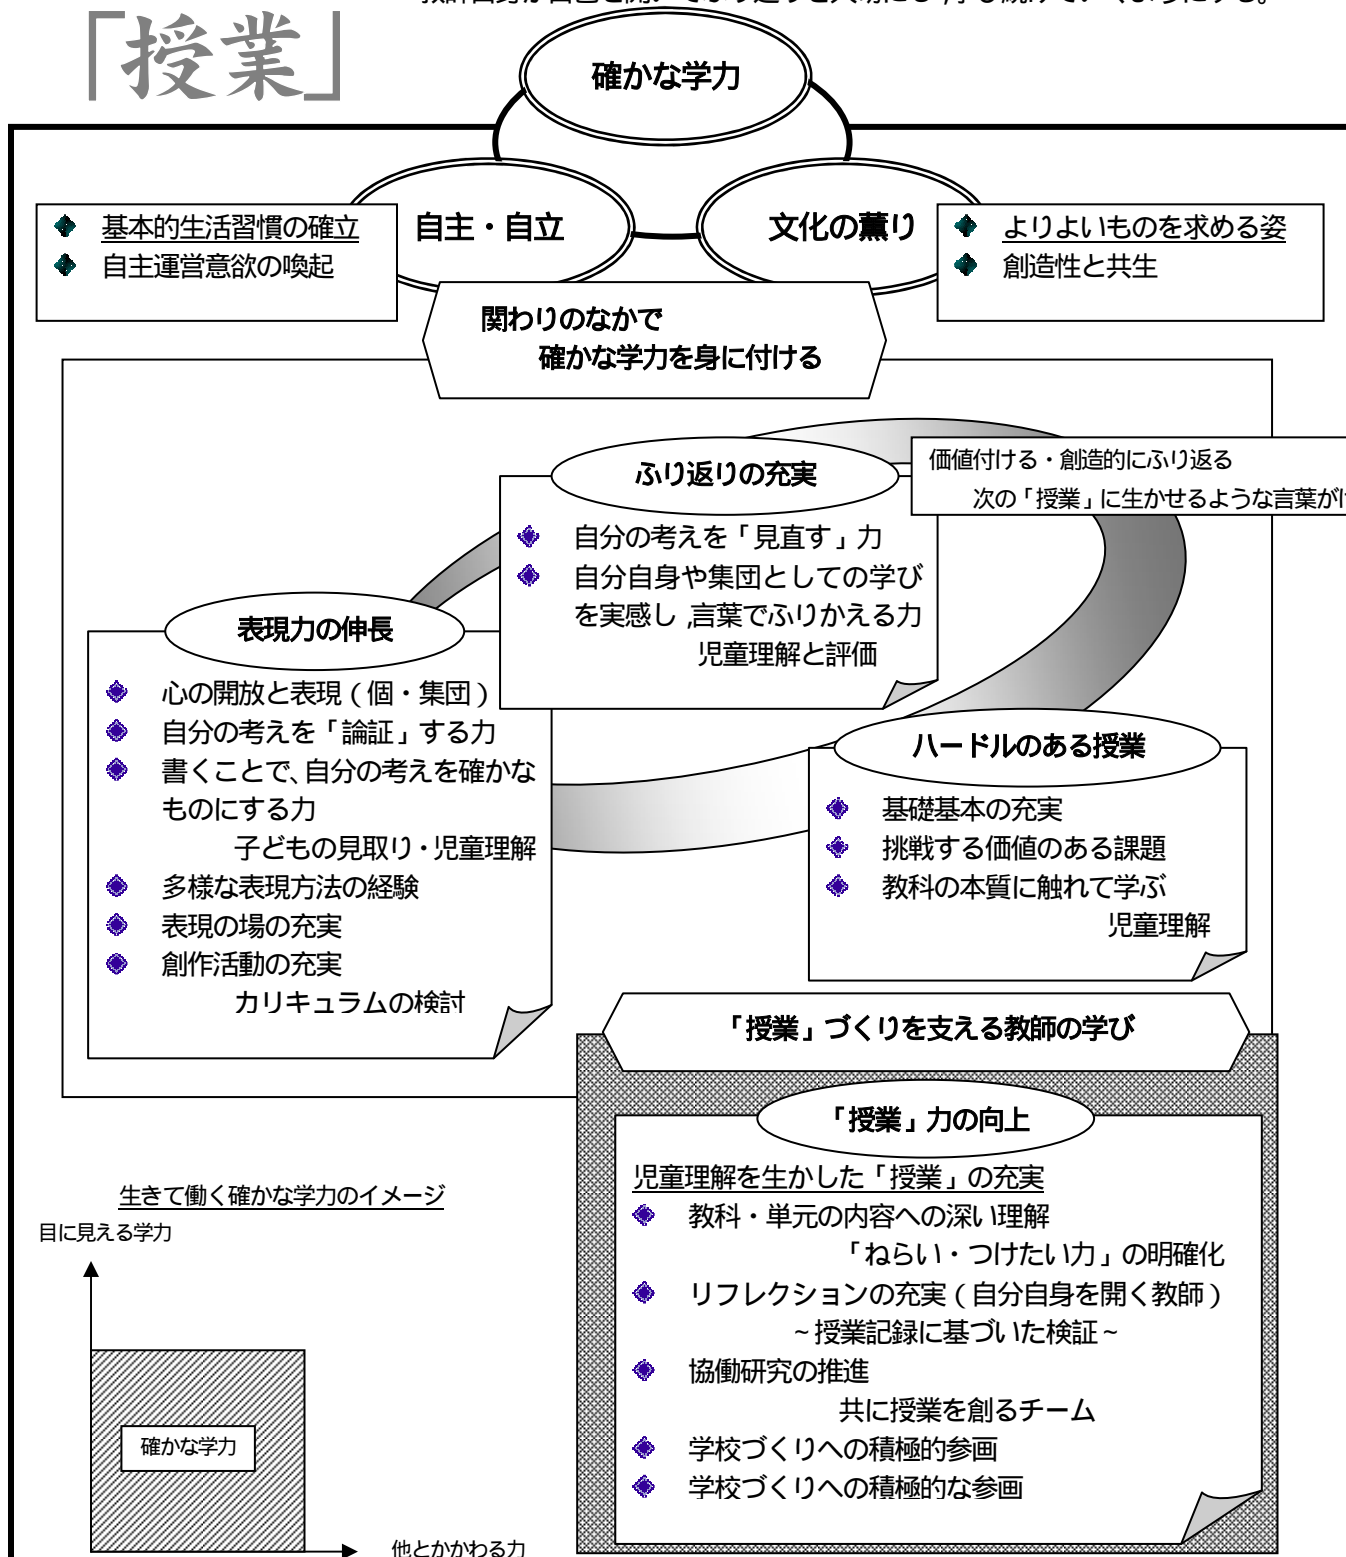 「授業」
確かな学力
自主・自立
文化の薫り
基本的生活習慣の確立
自主運営意欲の喚起
よりよいものを求める姿
創造性と共生
関わりのなかで
確かな学力を身に付ける
ふり返りの充実
自分の考えを「見直す」力
自分自身や集団としての学び
を実感し,言葉でふりかえる力
児童理解と評価
価値付ける・創造的にふり返る
次の「授業」に生かせるような言葉が
表現力の伸長
心の開放と表現(個・集団)
自分の考えを「論証」する力
書くことで、自分の考えを確かな
ものにする力
子どもの見取り・児童理解
多様な表現方法の経験
表現の場の充実
創作活動の充実
カリキュラムの検討
ハードルのある授業
基礎基本の充実
挑戦する価値のある課題
教科の本質に触れて学ぶ
児童理解
「授業」づくりを支える教師の学び
「授業」力の向上
児童理解を生かした「授業」の充実
教科・単元の内容への深い理解
「ねらい・つけたい力」の明確化
リフレクションの充実(自分自身を開く教師)
~授業記録に基づいた検証~
協働研究の推進
共に授業を創るチーム
学校づくりへの積極的参画
学校づくりへの積極的な参画
生きて働く確かな学力のイメージ
目に見える学力
確かな学力
他とかかわる力